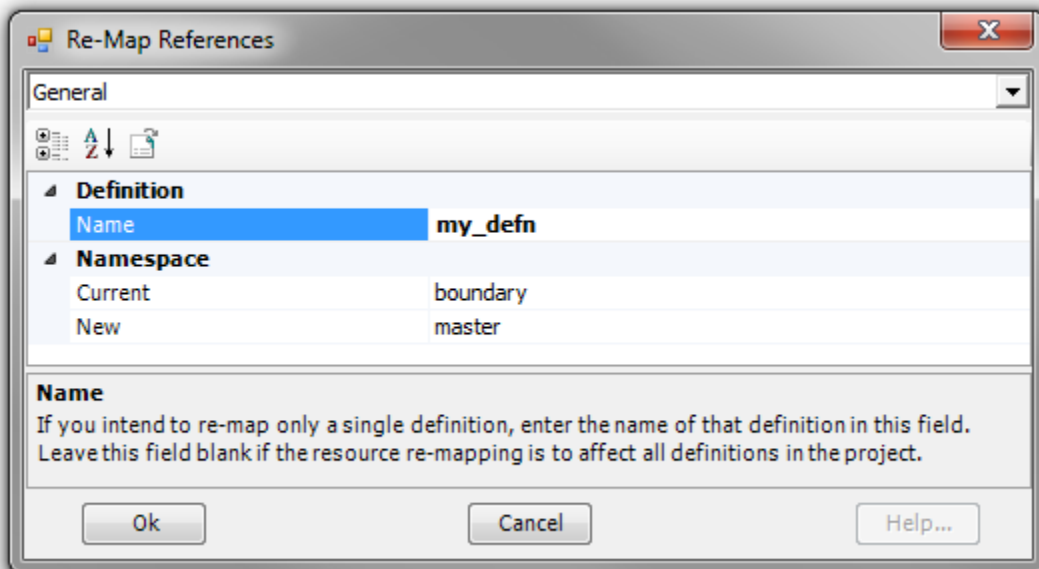 Re-Map References
General
Definition
Name my_defn
Namespace
Current boundary
New master
Name
If you intend to re-map only a single definition, enter the name of that definition in this field.
Leave this field blank if the resource re-mapping is to affect all definitions in the project.
Ok Cancel Help...